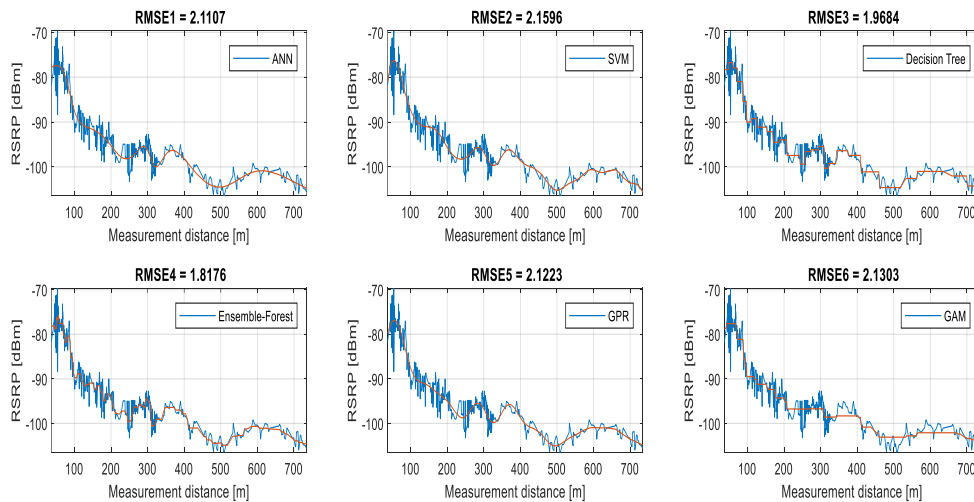 RMSE1 = 2.1107
RMSE2 = 2.1596
RMSE3 = 1.9684
-70
-80
-90
-100
RSRP [dBm]
ANN
100 200 300 400 500 600 700
Measurement distance [m]
-70
-80
-90
-100
RSRP [dBm]
SVM
100 200 300 400 500 600 700
Measurement distance [m]
-70
-80
-90
-100
RSRP [dBm]
Decision Tree
100 200 300 400 500 600 700
Measurement distance [m]
RMSE4 = 1.8176
RMSE5 = 2.1223
RMSE6 = 2.1303
-70
-80
-90
-100
RSRP [dBm]
Ensemble-Forest
100 200 300 400 500 600 700
Measurement distance [m]
-70
-80
-90
-100
RSRP [dBm]
GPR
100 200 300 400 500 600 700
Measurement distance [m]
-70
-80
-90
-100
RSRP [dBm]
GAM
100 200 300 400 500 600 700
Measurement distance [m]